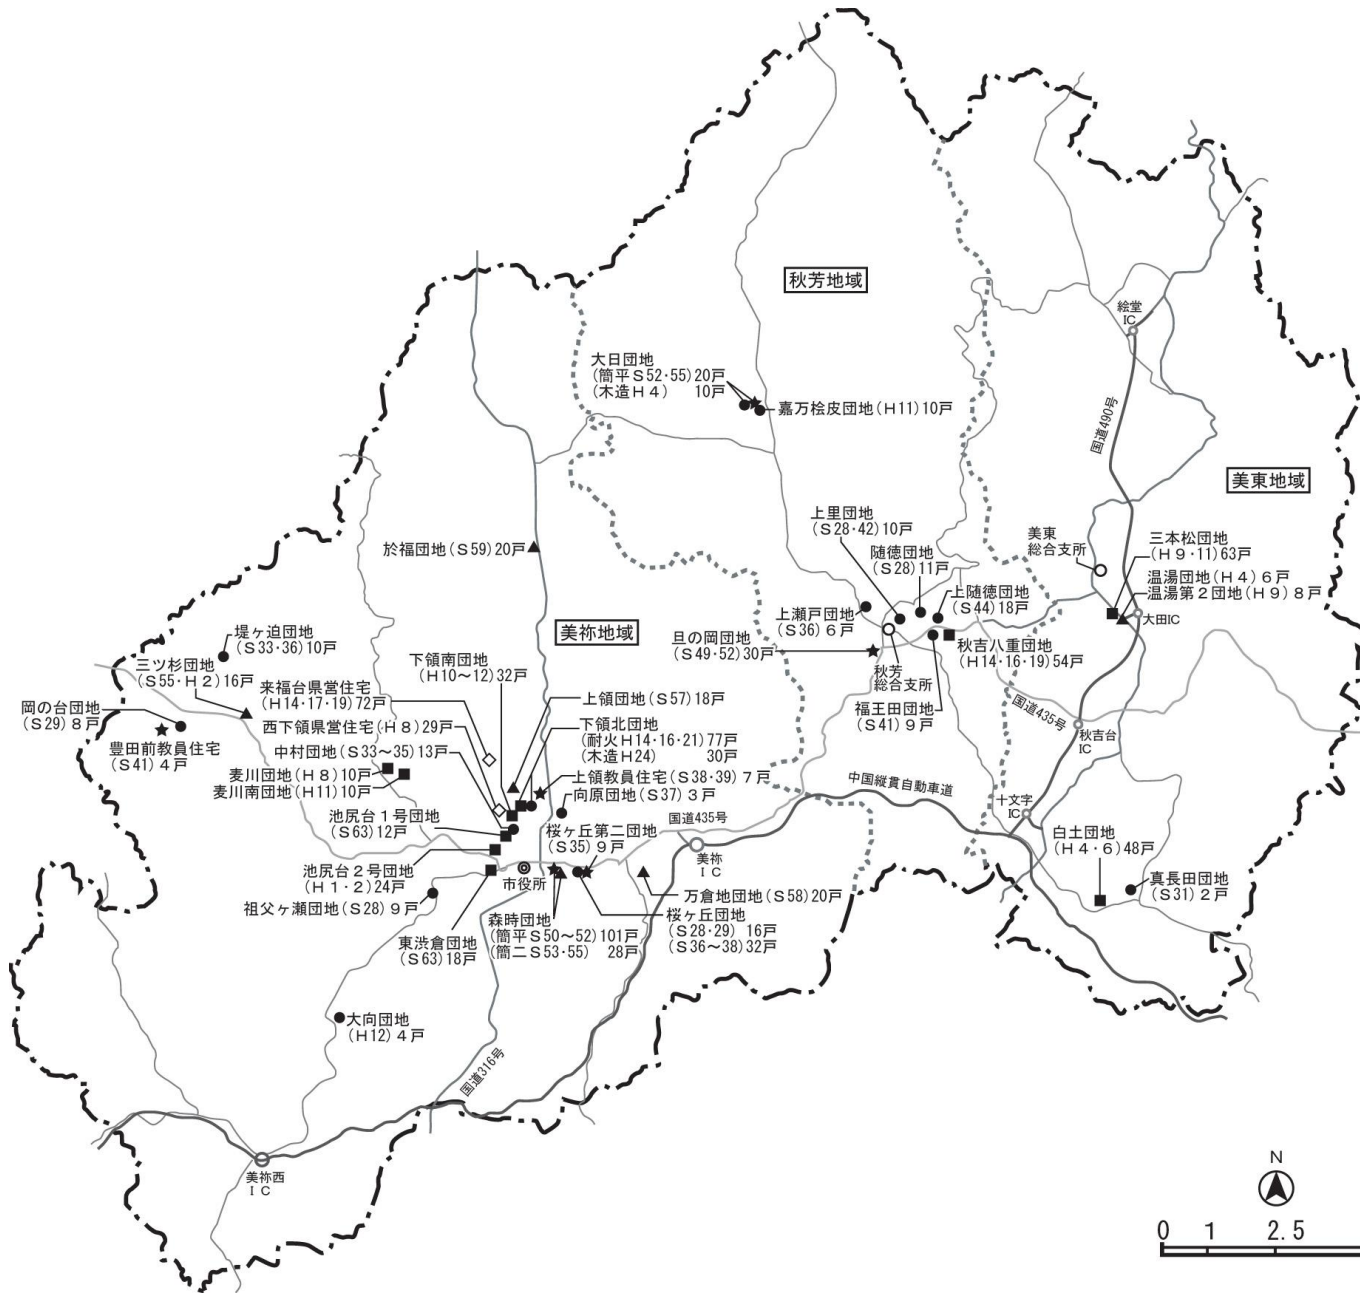 秋芳地域
絵堂
IC
大日団地
(簡平S52・55)20戸
(木造H4) 10戸
嘉万桧皮団地(H11)10戸
国道490号
美東地域
上里団地
(S28・42)10戸
随徳団地
(S28)11戸
美東
総合支所
三本松団地
(H9・11)63戸
温湯団地(H4)6戸
温湯第2団地(H9)8戸
大田IC
於福団地(S59)20戸
上随徳団地
(S44)18戸
上瀬戸団地
(S36)6戸
旦の岡団地
(S49・52)30戸
秋吉八重団地
(H14・16・19)54戸
秋芳
総合支所
福王田団地
(S41)9戸
国道435号
秋吉台
IC
美祢地域
堤ヶ迫団地
(S33・36)10戸
三ツ杉団地
(S55・H2)16戸
岡の台団地
(S29)8戸
豊田前教員住宅
(S41)4戸
下領南団地
(H10~12)32戸
来福台県営住宅
(H14・17・19)72戸
西下領県営住宅(H8)29戸
中村団地(S33~35)13戸
麦川団地(H8)10戸
麦川南団地(H11)10戸
上領団地(S57)18戸
下領北団地
(耐火H14・16・21)77戸
(木造H24) 30戸
上領教員住宅(S38・39)7戸
向原団地(S37)3戸
池尻台1号団地
(S63)12戸
桜ヶ丘第二団地
(S35)9戸
国道435号
中国縦貫自動車道
十文字
IC
美祢
IC
白土団地
(H4・6)48戸
真長田団地
(S31)2戸
池尻台2号団地
(H1・2)24戸
市役所
祖父ヶ瀬団地(S28)9戸
万倉地団地(S58)20戸
東渋倉団地
(S63)18戸
森時団地
(簡平S50~52)101戸
(簡二S53・55) 28戸
桜ヶ丘団地
(S28・29) 16戸
(S36~38)32戸
大向団地
(H12)4戸
国道316号
美祢西
IC
N
0 1 2.5